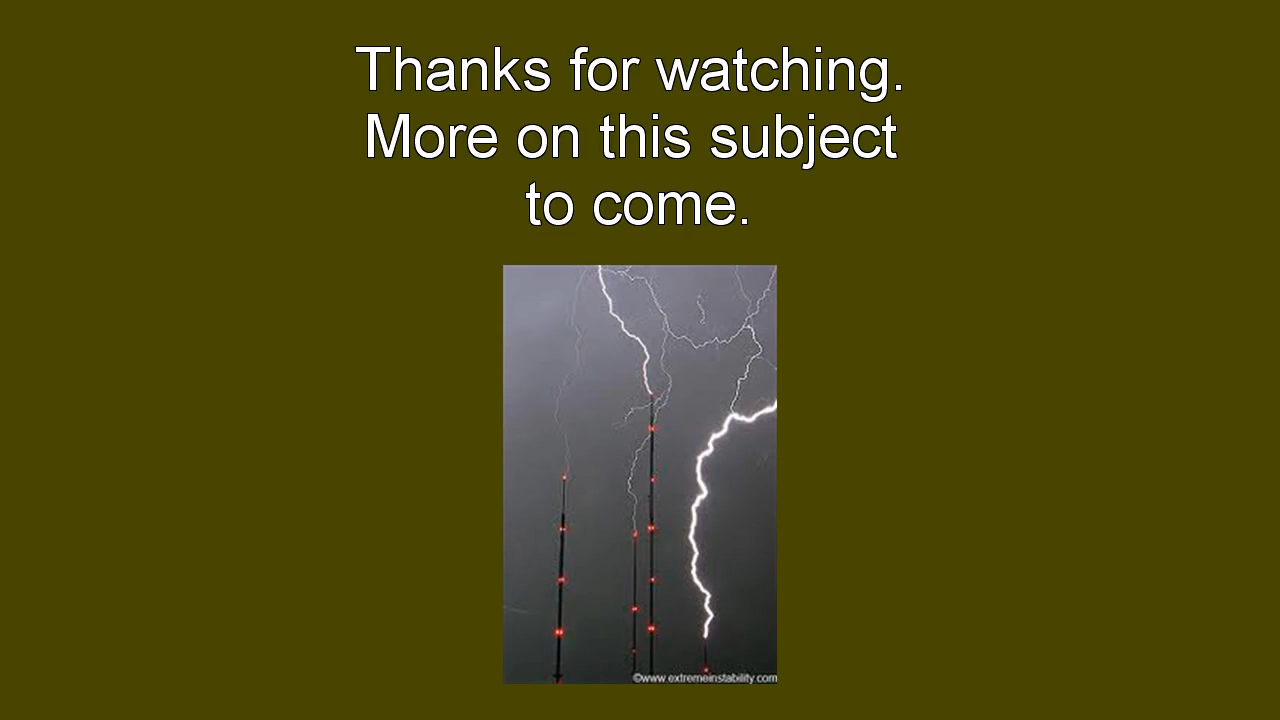 Thanks for watching.
More on this subject
to come.
©www.extremeinstability.com